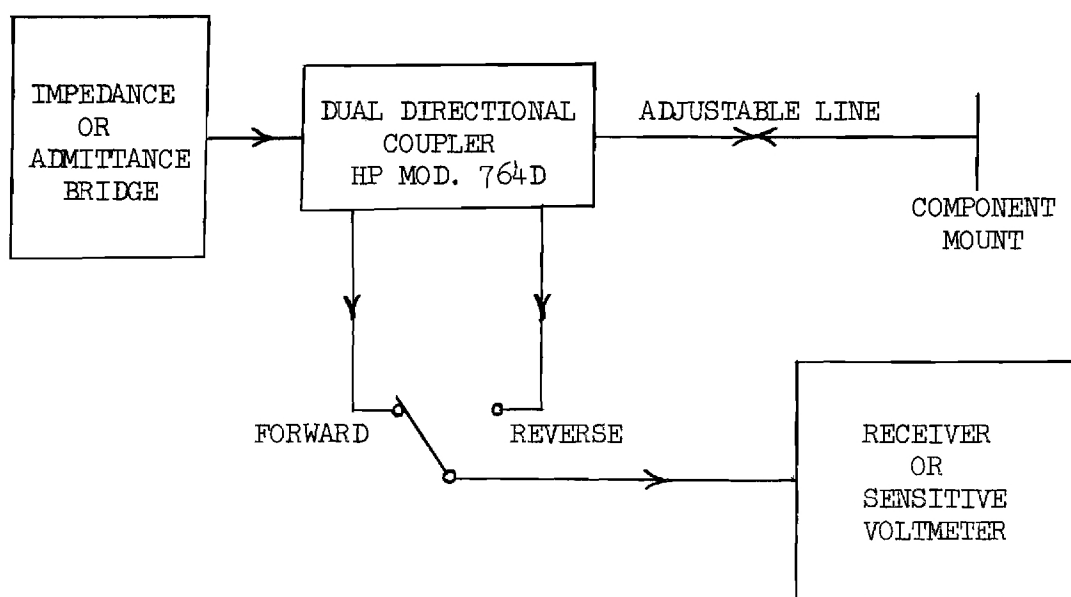 IMPEDANCE
OR
ADMITTANCE
BRIDGE
DUAL DIRECTIONAL
COUPLER
HP MOD. 764D
ADJUSTABLE LINE
COMPONENT
MOUNT
FORWARD
REVERSE
RECEIVER
OR
SENSITIVE
VOLTMETER